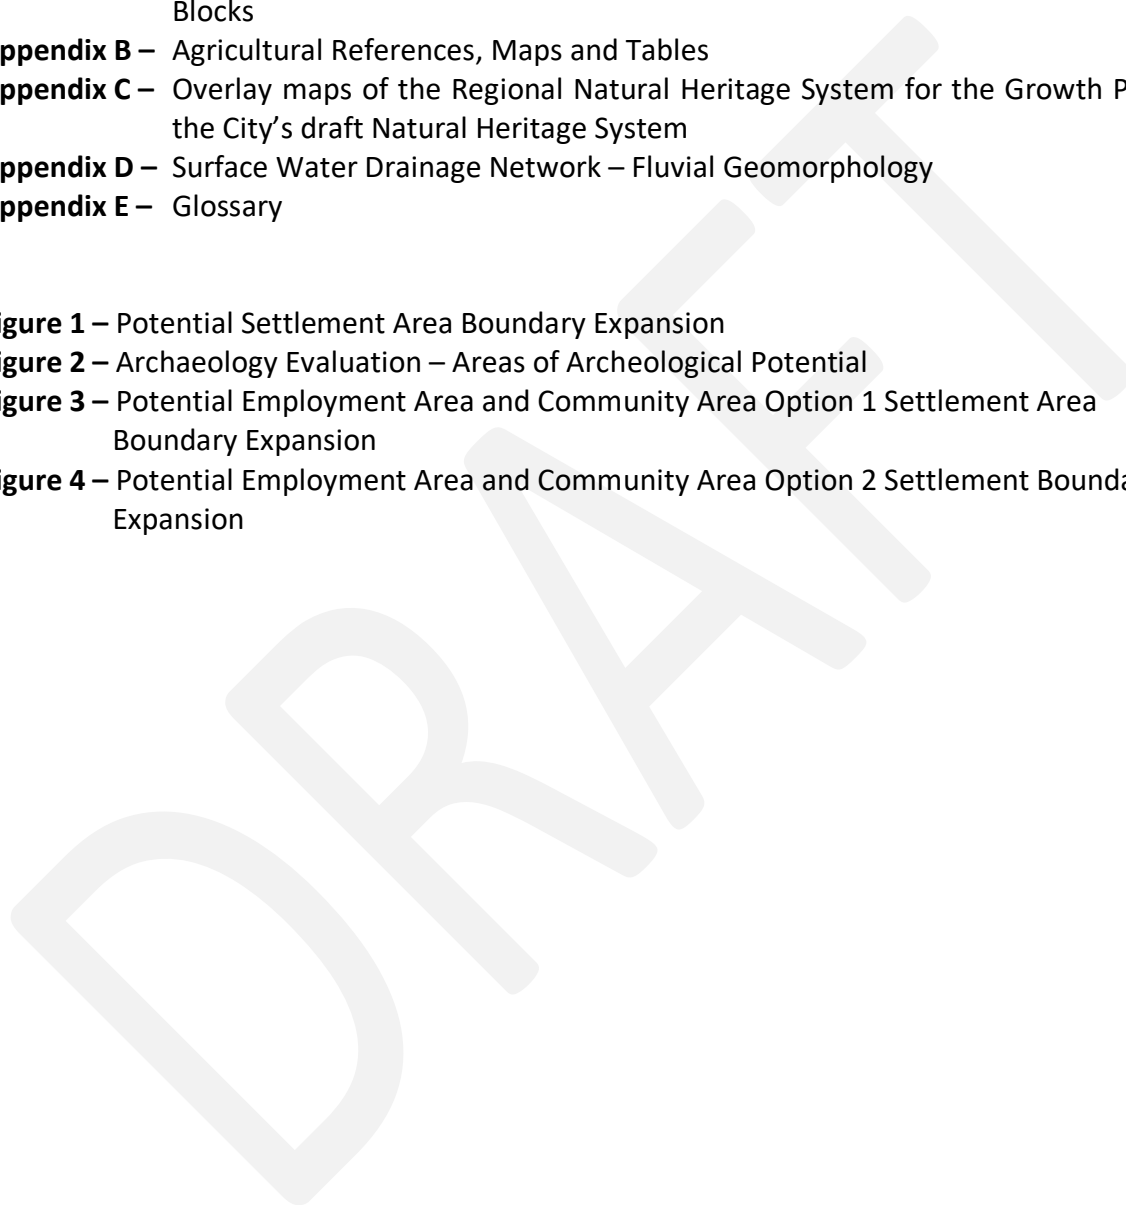 Blocks
ppendix B – Agricultural References, Maps and Tables
ppendix C – Overlay maps of the Regional Natural Heritage System for the Growth P
the City's draft Natural Heritage System
ppendix D – Surface Water Drainage Network – Fluvial Geomorphology
ppendix E – Glossary
igure 1 – Potential Settlement Area Boundary Expansion
igure 2 – Archaeology Evaluation – Areas of Archeological Potential
igure 3 – Potential Employment Area and Community Area Option 1 Settlement Area
Boundary Expansion
igure 4 – Potential Employment Area and Community Area Option 2 Settlement Bounda
Expansion
DRAFT